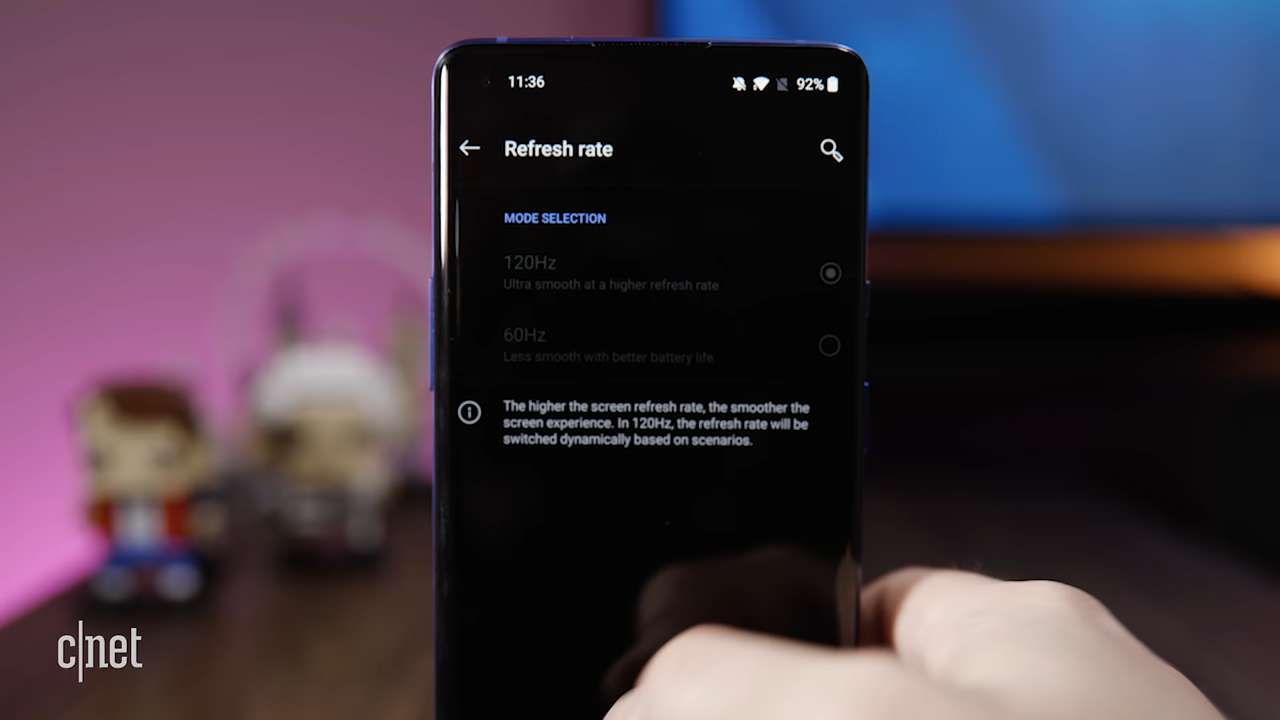 11:36
92%
Refresh rate
MODE SELECTION
120Hz
Ultra smooth at a higher refresh rate
60Hz
Less smooth with better battery life
The higher the screen refresh rate, the smoother the
screen experience. In 120Hz, the refresh rate will be
switched dynamically based on scenarios.
c|net